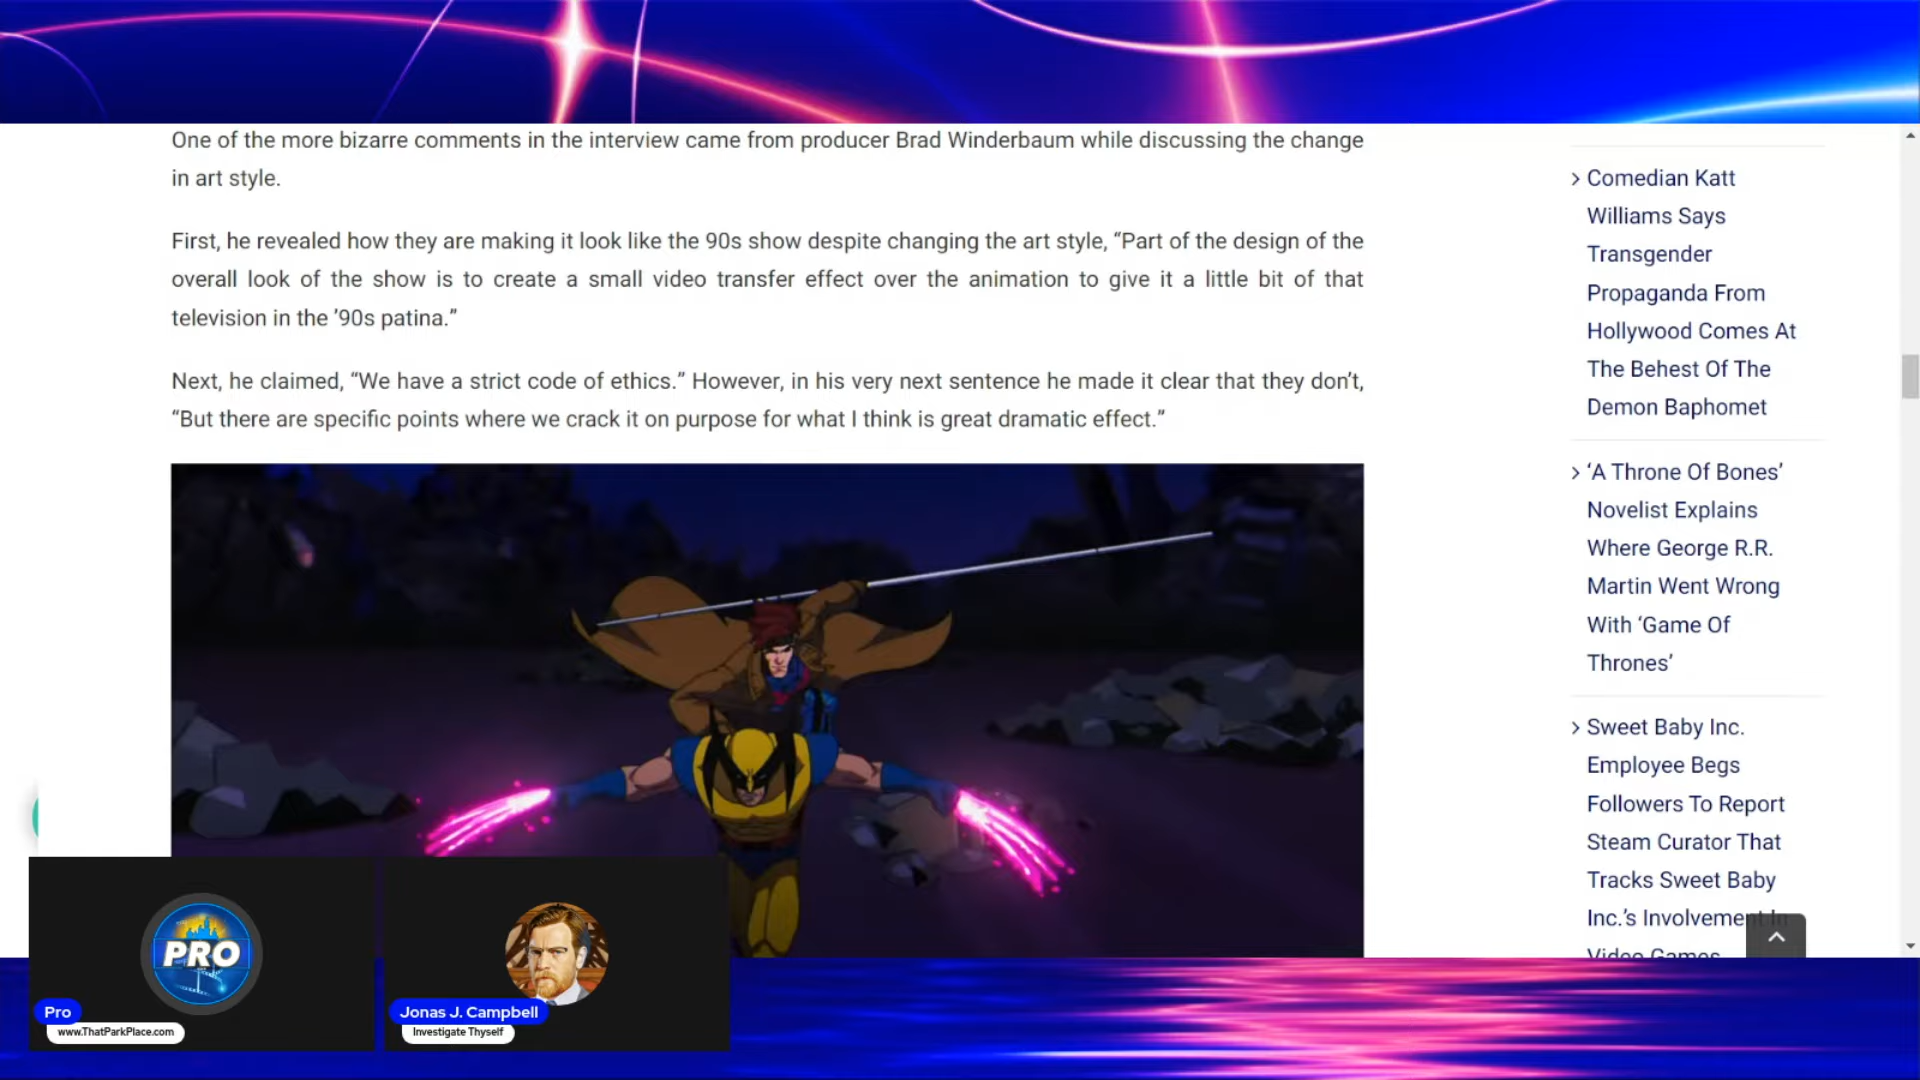 One of the more bizarre comments in the interview came from producer Brad Winderbaum while discussing the change
in art style.
First, he revealed how they are making it look like the 90s show despite changing the art style, “Part of the design of the
overall look of the show is to create a small video transfer effect over the animation to give it a little bit of that
television in the ’90s patina.”
Next, he claimed, “We have a strict code of ethics.” However, in his very next sentence he made it clear that they don’t,
“But there are specific points where we crack it on purpose for what I think is great dramatic effect.”
Comedian Katt
Williams Says
Transgender
Propaganda From
Hollywood Comes At
The Behest Of The
Demon Baphomet
‘A Throne Of Bones’
Novelist Explains
Where George R.R.
Martin Went Wrong
With ‘Game Of
Thrones’
Sweet Baby Inc.
Employee Begs
Followers To Report
Steam Curator That
Tracks Sweet Baby
Inc.’s Involvement In
Video Games
PRO
Pro
www.ThatParkPlace.com
Jonas J. Campbell
Investigate Thyself